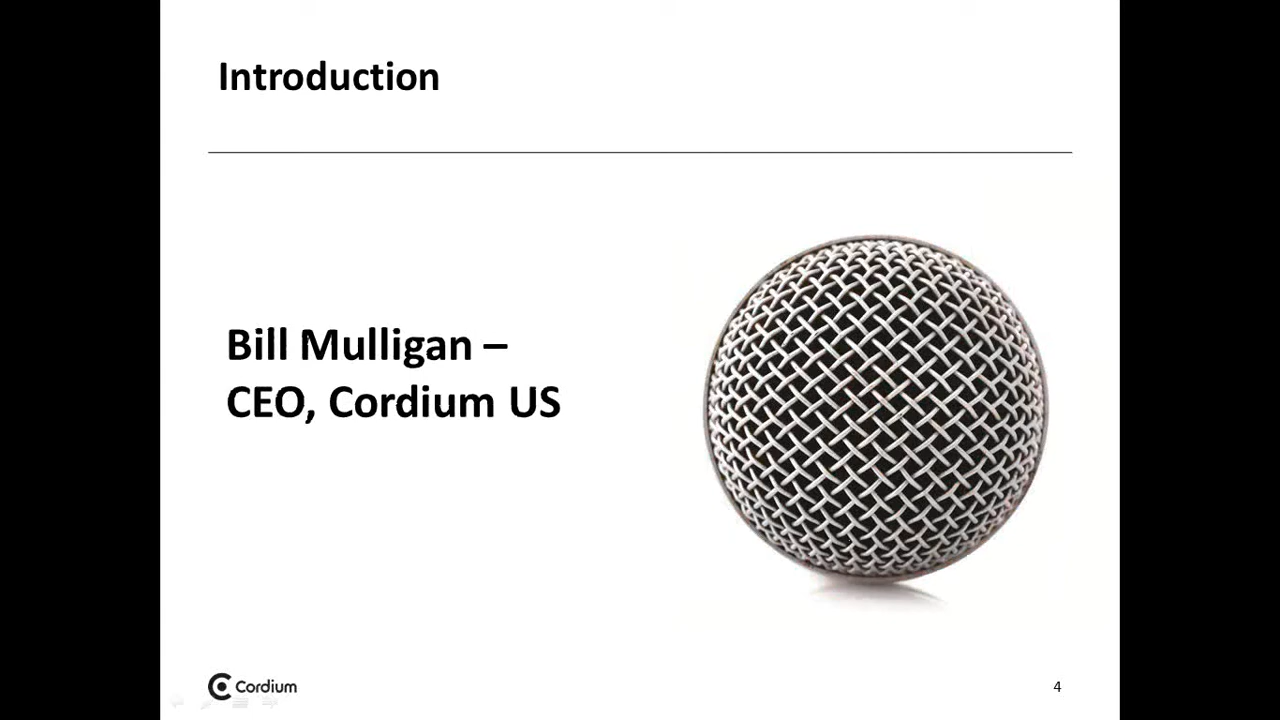 Introduction
Bill Mulligan –
CEO, Cordium US
Cordium
4